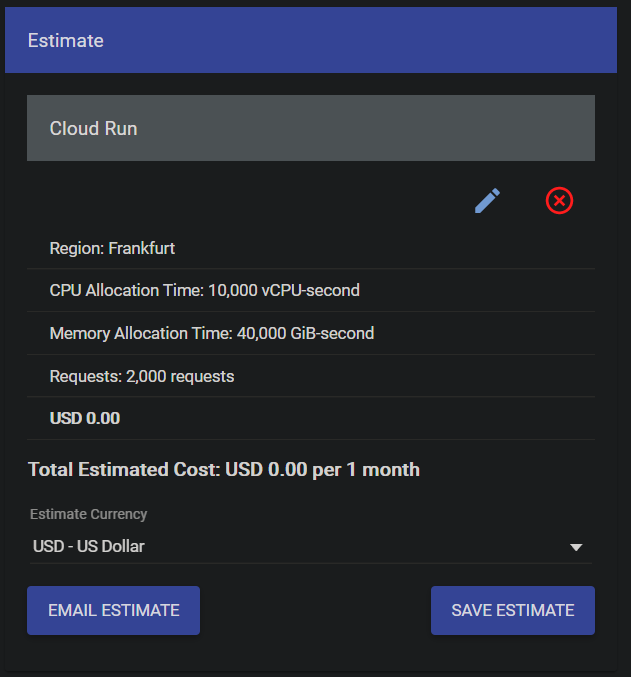 Estimate
Cloud Run
Region: Frankfurt
CPU Allocation Time: 10,000 vCPU-second
Memory Allocation Time: 40,000 GiB-second
Requests: 2,000 requests
USD 0.00
Total Estimated Cost: USD 0.00 per 1 month
Estimate Currency
USD - US Dollar
EMAIL ESTIMATE
SAVE ESTIMATE